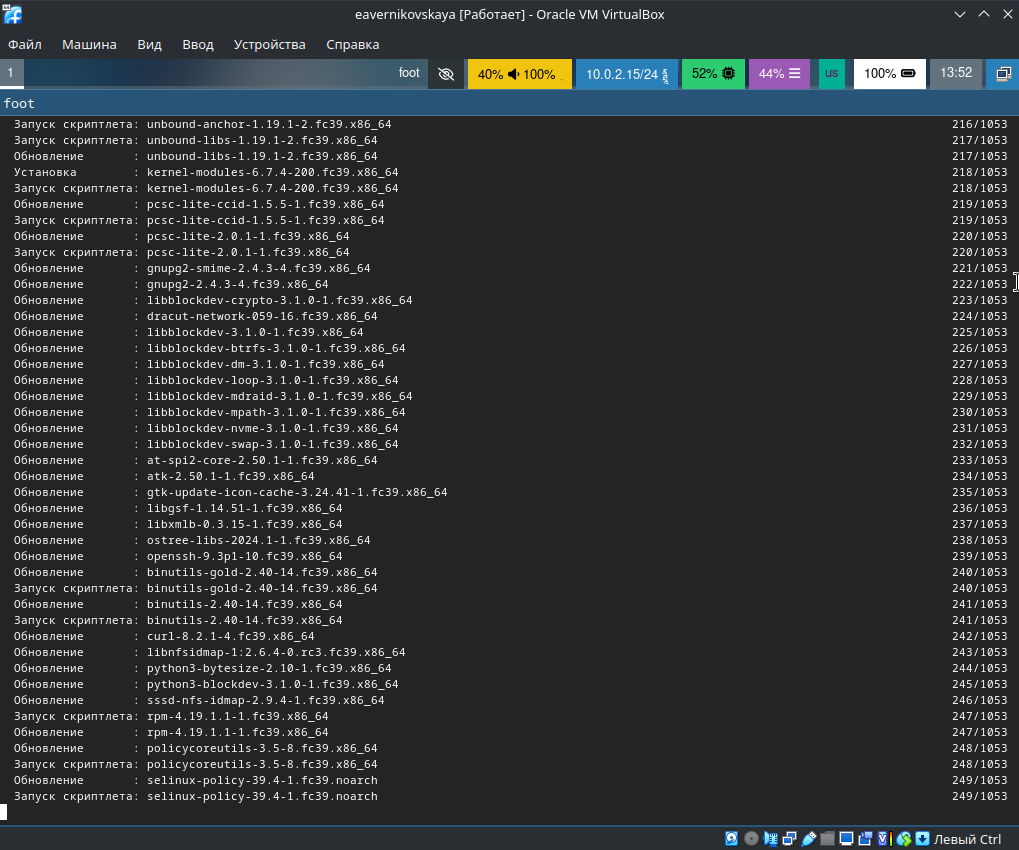 eavernikovskaya [Работает] - Oracle VM VirtualBox
Файл Машина Вид Ввод Устройства Справка
1 foot 40% 100% 10.0.2.15/24 52% 44% us 100% 13:52
foot
Запуск скриптлета: unbound-anchor-1.19.1-2.fc39.x86_64 216/1053
Запуск скриптлета: unbound-libs-1.19.1-2.fc39.x86_64 217/1053
Обновление : unbound-libs-1.19.1-2.fc39.x86_64 217/1053
Установка : kernel-modules-6.7.4-200.fc39.x86_64 218/1053
Запуск скриптлета: kernel-modules-6.7.4-200.fc39.x86_64 218/1053
Обновление : pcsc-lite-ccid-1.5.5-1.fc39.x86_64 219/1053
Запуск скриптлета: pcsc-lite-ccid-1.5.5-1.fc39.x86_64 219/1053
Обновление : pcsc-lite-2.0.1-1.fc39.x86_64 220/1053
Запуск скриптлета: pcsc-lite-2.0.1-1.fc39.x86_64 220/1053
Обновление : gnupg2-smime-2.4.3-4.fc39.x86_64 221/1053
Обновление : gnupg2-2.4.3-4.fc39.x86_64 222/1053
Обновление : libblockdev-crypto-3.1.0-1.fc39.x86_64 223/1053
Обновление : dracut-network-059-16.fc39.x86_64 224/1053
Обновление : libblockdev-3.1.0-1.fc39.x86_64 225/1053
Обновление : libblockdev-btrfs-3.1.0-1.fc39.x86_64 226/1053
Обновление : libblockdev-dm-3.1.0-1.fc39.x86_64 227/1053
Обновление : libblockdev-loop-3.1.0-1.fc39.x86_64 228/1053
Обновление : libblockdev-mdraid-3.1.0-1.fc39.x86_64 229/1053
Обновление : libblockdev-mpath-3.1.0-1.fc39.x86_64 230/1053
Обновление : libblockdev-nvme-3.1.0-1.fc39.x86_64 231/1053
Обновление : libblockdev-swap-3.1.0-1.fc39.x86_64 232/1053
Обновление : at-spi2-core-2.50.1-1.fc39.x86_64 233/1053
Обновление : atk-2.50.1-1.fc39.x86_64 234/1053
Обновление : gtk-update-icon-cache-3.24.41-1.fc39.x86_64 235/1053
Обновление : libgsf-1.14.51-1.fc39.x86_64 236/1053
Обновление : libxmlb-0.3.15-1.fc39.x86_64 237/1053
Обновление : ostree-libs-2024.1-1.fc39.x86_64 238/1053
Обновление : openssh-9.3p1-10.fc39.x86_64 239/1053
Обновление : binutils-gold-2.40-14.fc39.x86_64 240/1053
Запуск скриптлета: binutils-gold-2.40-14.fc39.x86_64 240/1053
Обновление : binutils-2.40-14.fc39.x86_64 241/1053
Запуск скриптлета: binutils-2.40-14.fc39.x86_64 241/1053
Обновление : curl-8.2.1-4.fc39.x86_64 242/1053
Обновление : libnfsidmap-1:2.6.4-0.rc3.fc39.x86_64 243/1053
Обновление : python3-bytesize-2.10-1.fc39.x86_64 244/1053
Обновление : python3-blockdev-3.1.0-1.fc39.x86_64 245/1053
Обновление : sssd-nfs-idmap-2.9.4-1.fc39.x86_64 246/1053
Запуск скриптлета: rpm-4.19.1.1-1.fc39.x86_64 247/1053
Обновление : rpm-4.19.1.1-1.fc39.x86_64 247/1053
Обновление : policycoreutils-3.5-8.fc39.x86_64 248/1053
Запуск скриптлета: policycoreutils-3.5-8.fc39.x86_64 248/1053
Обновление : selinux-policy-39.4-1.fc39.noarch 249/1053
Запуск скриптлета: selinux-policy-39.4-1.fc39.noarch 249/1053
Левый Ctrl